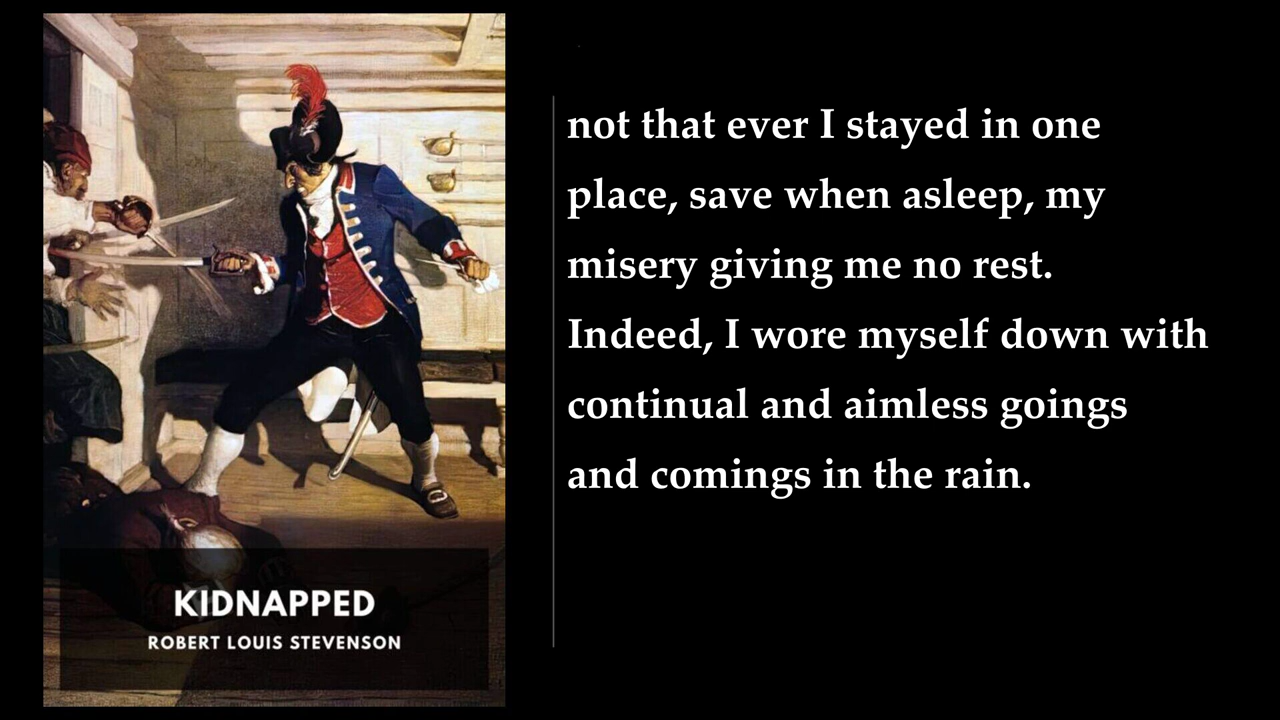 not that ever I stayed in one
place, save when asleep, my
misery giving me no rest.
Indeed, I wore myself down with
continual and aimless goings
and comings in the rain.
KIDNAPPED
ROBERT LOUIS STEVENSON